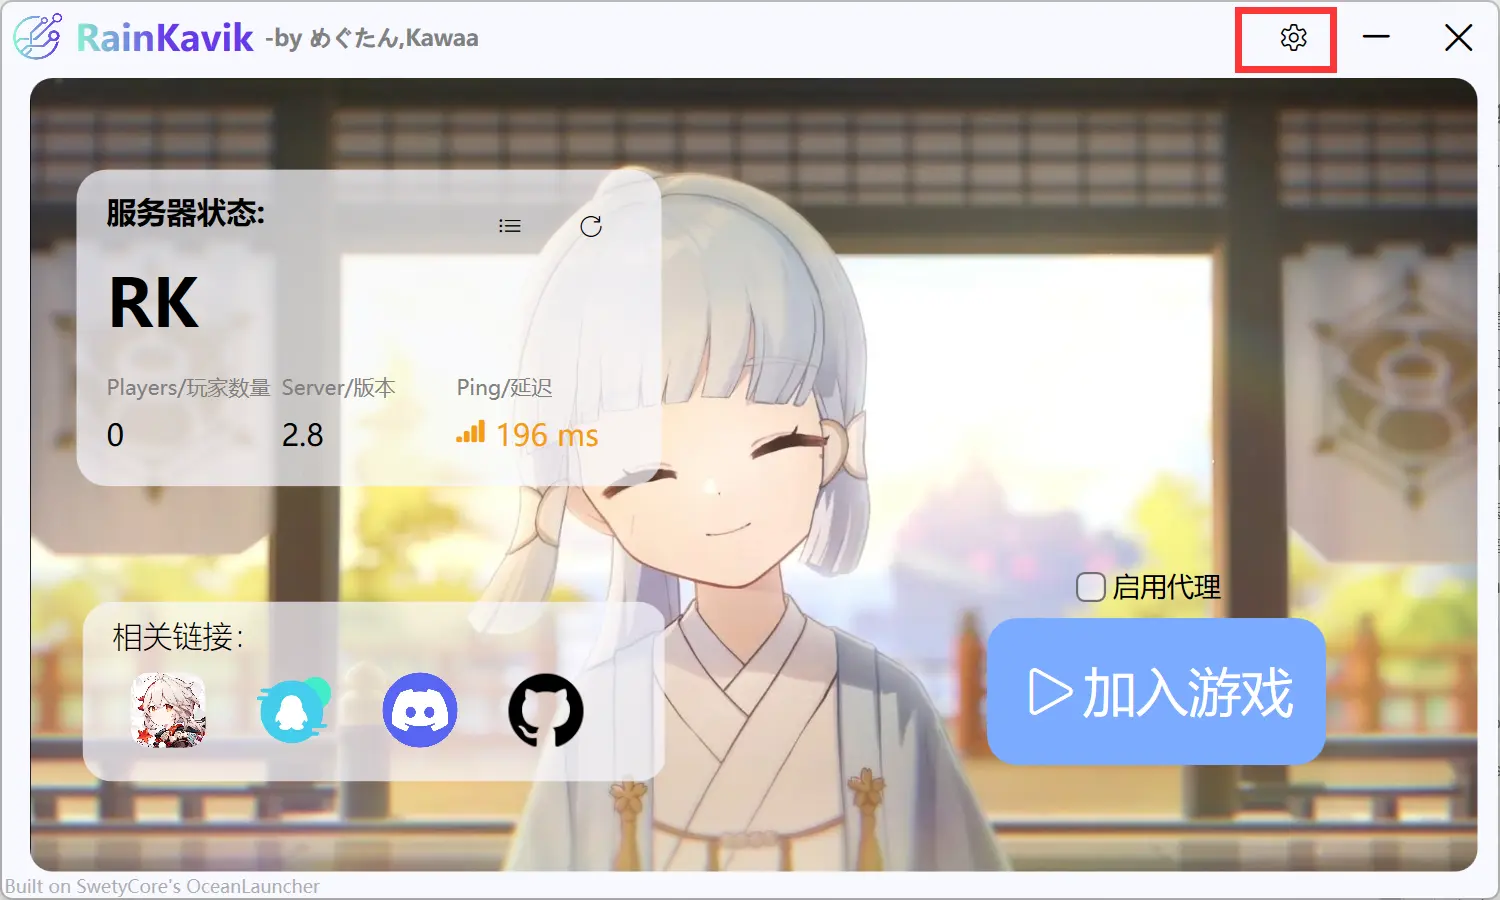 RainKavik -by めぐたん,Kawaa
服务器状态:
RK
Players/玩家数量 Server/版本 Ping/延迟
0 2.8 196 ms
启用代理
相关链接:
加入游戏
Built on SwetyCore's OceanLauncher